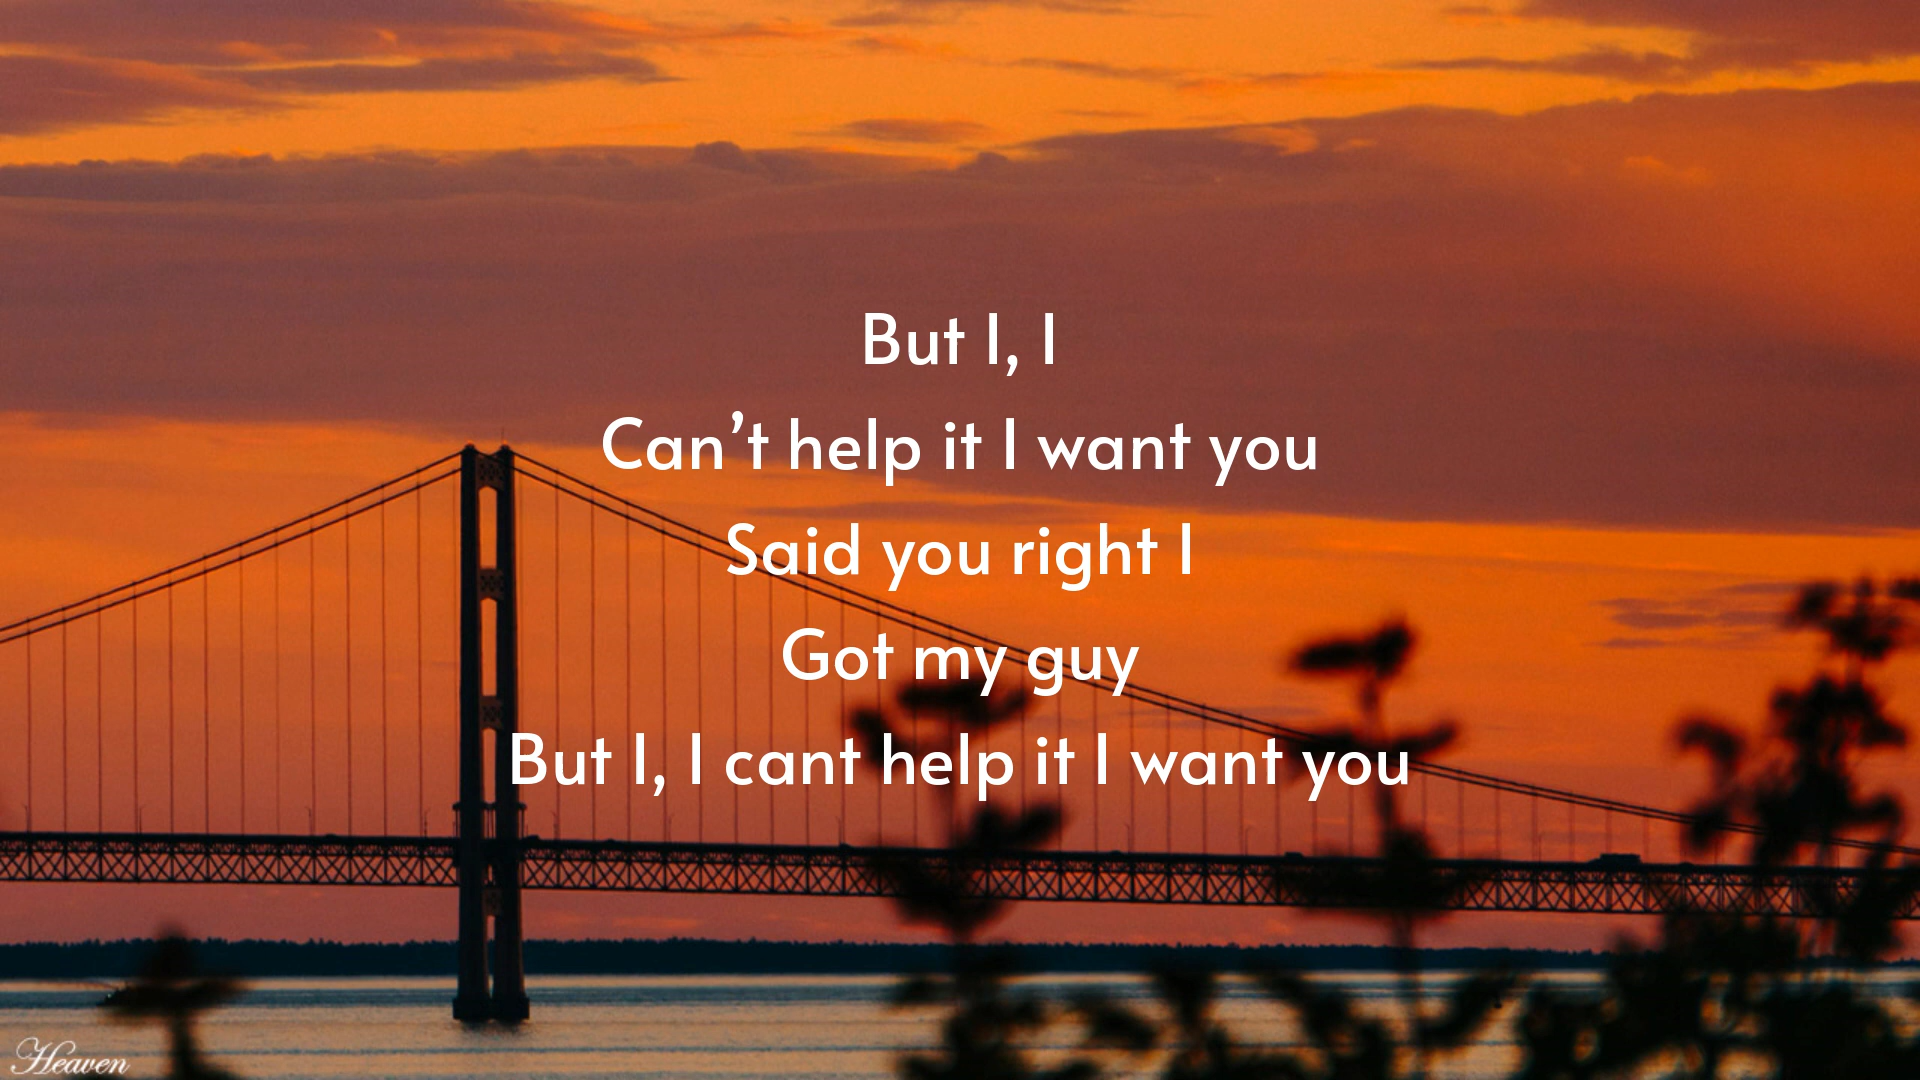 But I, I
Can’t help it I want you
Said you right I
Got my guy
But I, I cant help it I want you
Heaven